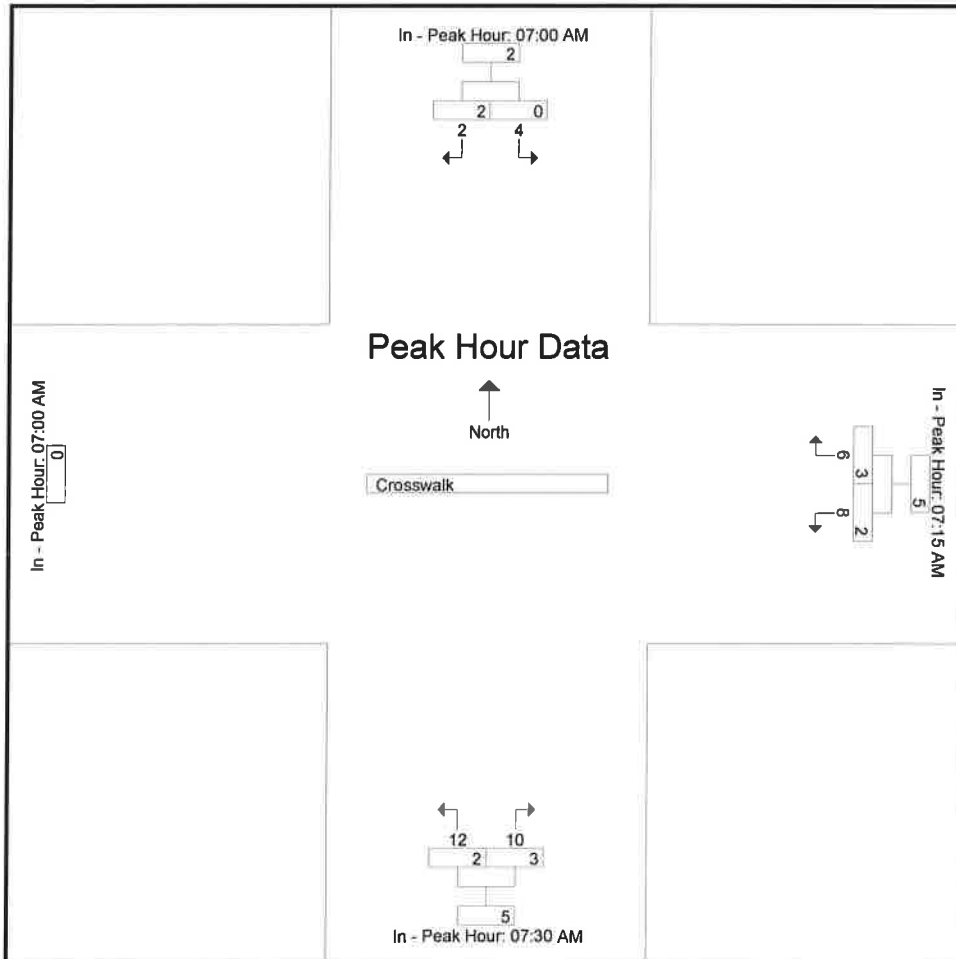 In - Peak Hour: 07:00 AM
2
2 0
2 4
Peak Hour Data
North
Crosswalk
In - Peak Hour: 07:00 AM
0
6
8
3
2
5
In - Peak Hour: 07:15 AM
12 10
2 3
5
In - Peak Hour: 07:30 AM